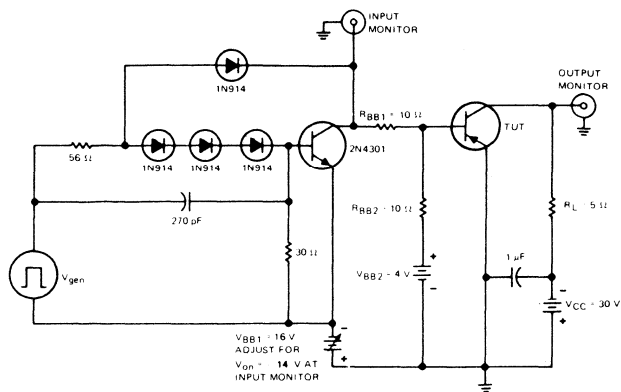 INPUT
MONITOR
1N914
OUTPUT
MONITOR
RBB1 = 10 Ω
TUT
2N4301
56 Ω
1N914
1N914
1N914
270 pF
RBB2 = 10 Ω
RL = 5 Ω
30 Ω
1 μF
Vgen
+
VBB2 = 4 V
-
-
VCC = 30 V
+
VBB1 = 16 V
ADJUST FOR
Von = 14 V AT
INPUT MONITOR
-
+